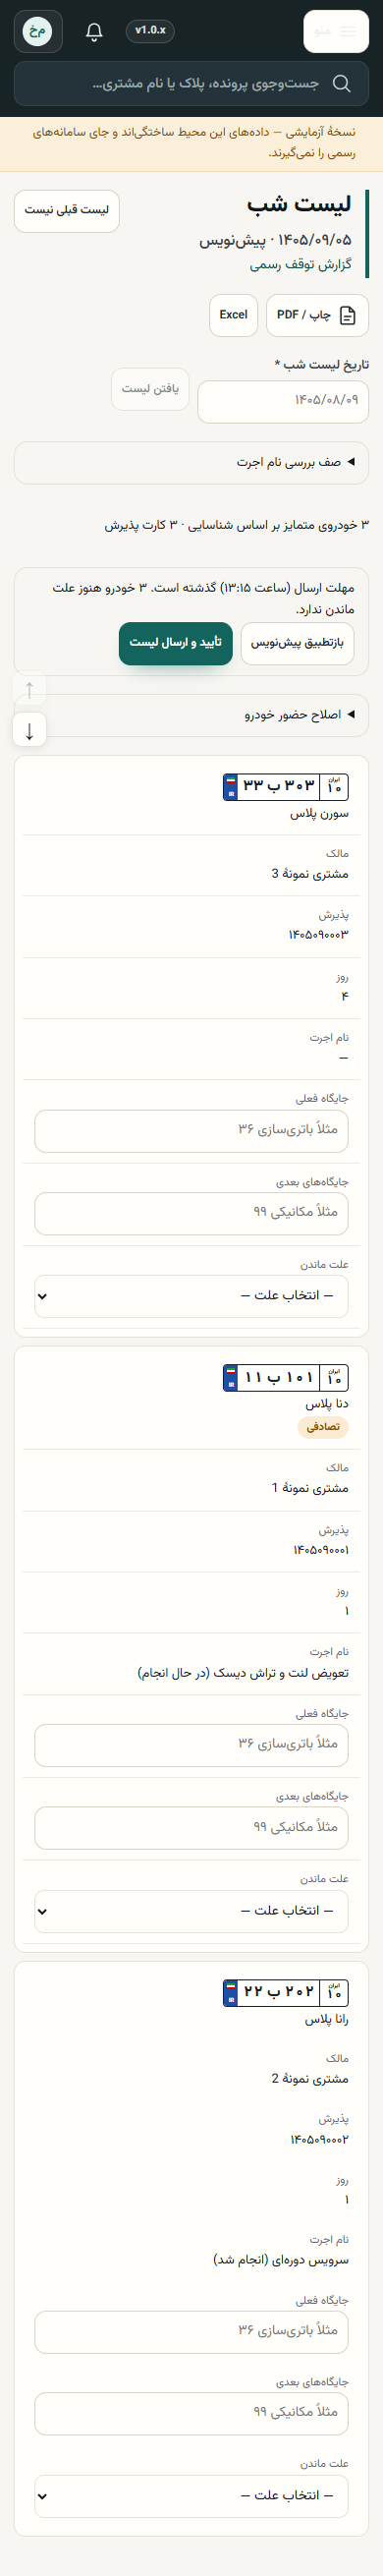 منو
v1.0.x
م‌خ
جست‌وجوی پرونده، پلاک یا نام مشتری...
نسخهٔ آزمایشی — داده‌های این محیط ساختگی‌اند و جای سامانه‌های
رسمی را نمی‌گیرند.
لیست شب
۱۴۰۵/۰۹/۰۵ · پیش‌نویس
گزارش توقف رسمی
لیست قبلی نیست
چاپ / PDF
Excel
تاریخ لیست شب *
۱۴۰۵/۰۸/۰۹
یافتن لیست
◀ صف بررسی نام اجرت
۳ خودروی متمایز بر اساس شناسایی · ۳ کارت پذیرش
مهلت ارسال (ساعت ۱۳:۱۵) گذشته است. ۳ خودرو هنوز علت
ماندن ندارد.
بازتطبیق پیش‌نویس
تأیید و ارسال لیست
↑
↓
◀ اصلاح حضور خودرو
ایران
۱۰
۳۰۳ ب ۳۳
IR
سورن پلاس
مالک
مشتری نمونهٔ 3
پذیرش
۱۴۰۵۰۹۰۰۰۳
روز
۴
نام اجرت
—
جایگاه فعلی
مثلاً باتری‌سازی ۳۶
جایگاه‌های بعدی
مثلاً مکانیکی ۹۹
علت ماندن
— انتخاب علت —
ایران
۱۰
۱۰۱ ب ۱۱
IR
دنا پلاس
تصادفی
مالک
مشتری نمونهٔ 1
پذیرش
۱۴۰۵۰۹۰۰۰۱
روز
۱
نام اجرت
تعویض لنت و تراش دیسک (در حال انجام)
جایگاه فعلی
مثلاً باتری‌سازی ۳۶
جایگاه‌های بعدی
مثلاً مکانیکی ۹۹
علت ماندن
— انتخاب علت —
ایران
۱۰
۲۰۲ ب ۲۲
IR
رانا پلاس
مالک
مشتری نمونهٔ 2
پذیرش
۱۴۰۵۰۹۰۰۰۲
روز
۱
نام اجرت
سرویس دوره‌ای (انجام شد)
جایگاه فعلی
مثلاً باتری‌سازی ۳۶
جایگاه‌های بعدی
مثلاً مکانیکی ۹۹
علت ماندن
— انتخاب علت —